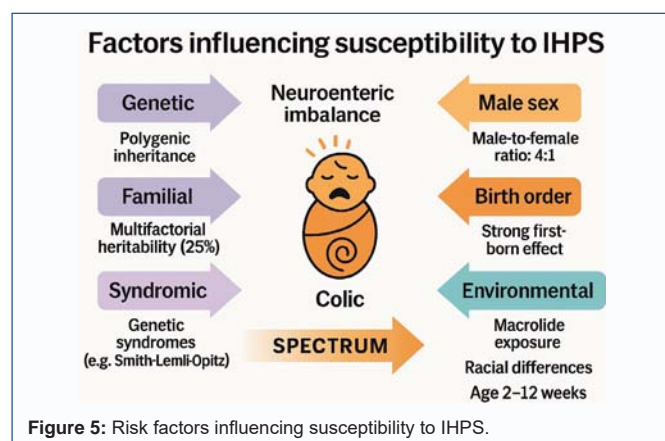 Factors influencing susceptibility to IHPS
Genetic
Polygenic
inheritance
Familial
Multifactorial
heritability (25%)
Syndromic
Genetic
syndromes
(e.g. Smith-Lemli-Opitz)
Neuroenteric
imbalance
Colic
SPECTRUM
Male sex
Male-to-female
ratio: 4:1
Birth order
Strong first-
born effect
Environmental
Macrolide
exposure
Racial differences
Age 2–12 weeks
Figure 5: Risk factors influencing susceptibility to IHPS.